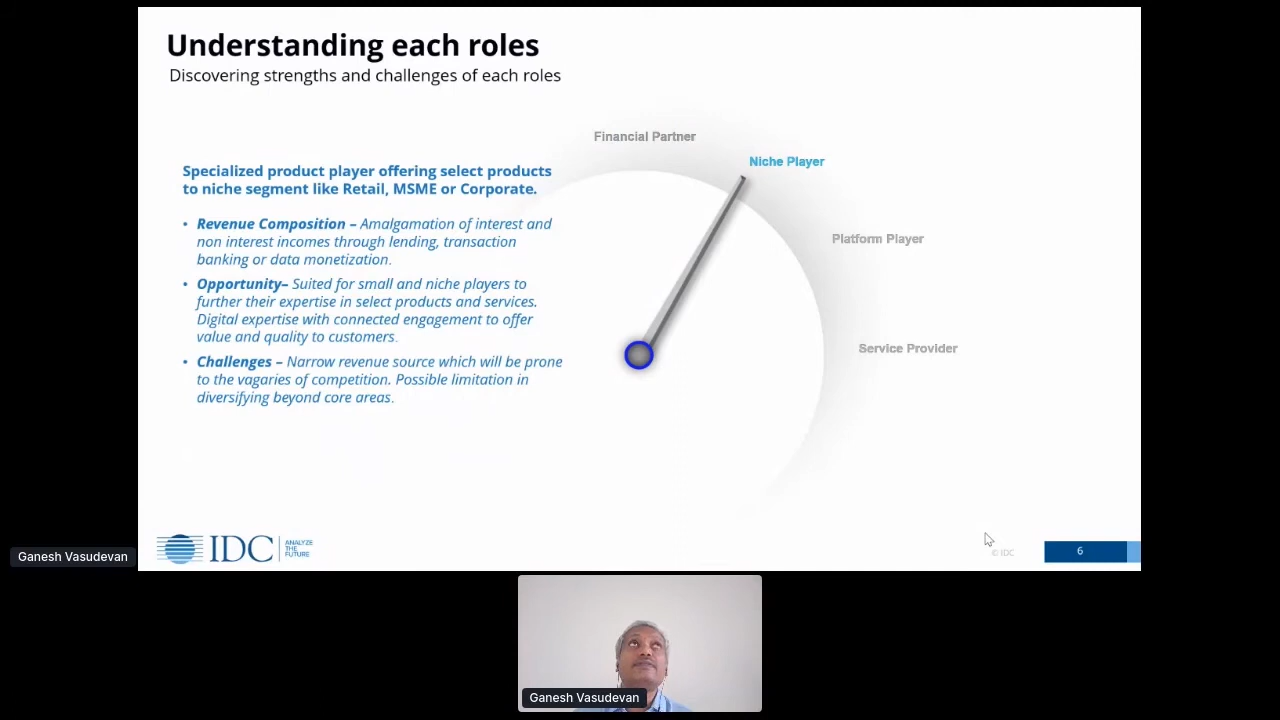 Understanding each roles
Discovering strengths and challenges of each roles
Financial Partner
Niche Player
Platform Player
Service Provider
Specialized product player offering select products
to niche segment like Retail, MSME or Corporate.
• Revenue Composition – Amalgamation of interest and
non interest incomes through lending, transaction
banking or data monetization.
• Opportunity– Suited for small and niche players to
further their expertise in select products and services.
Digital expertise with connected engagement to offer
value and quality to customers.
• Challenges – Narrow revenue source which will be prone
to the vagaries of competition. Possible limitation in
diversifying beyond core areas.
IDC
ANALYZE
THE
FUTURE
© IDC
6
Ganesh Vasudevan
Ganesh Vasudevan